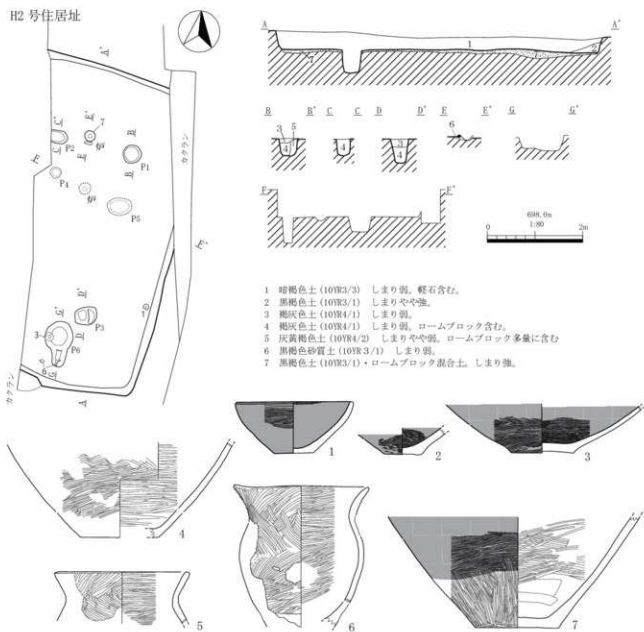 H2 号住居址
A
A'
1
2
7
B
B'
C
C'
D
D'
E
E'
G
G'
3
5
4
4
3
4
6
F
F'
698.0m
1:80
0
2m
A'
カクラン
7
炉
P2
P1
P4
炉
P5
P3
3
P6
6
カクラン
A
1 暗褐色土(10YR3/3) しまり弱。軽石含む。
2 黒褐色土(10YR3/1) しまりやや強。
3 褐灰色土(10YR4/1) しまり弱。
4 褐灰色土(10YR4/1) しまり弱。ロームブロック含む。
5 灰黄褐色土(10YR4/2) しまりやや弱。ロームブロック多量に含む
6 黒褐色砂質土(10YR3/1) しまり弱。
7 黒褐色土(10YR3/1)・ロームブロック混合土。しまり強。
1
2
3
4
5
6
7